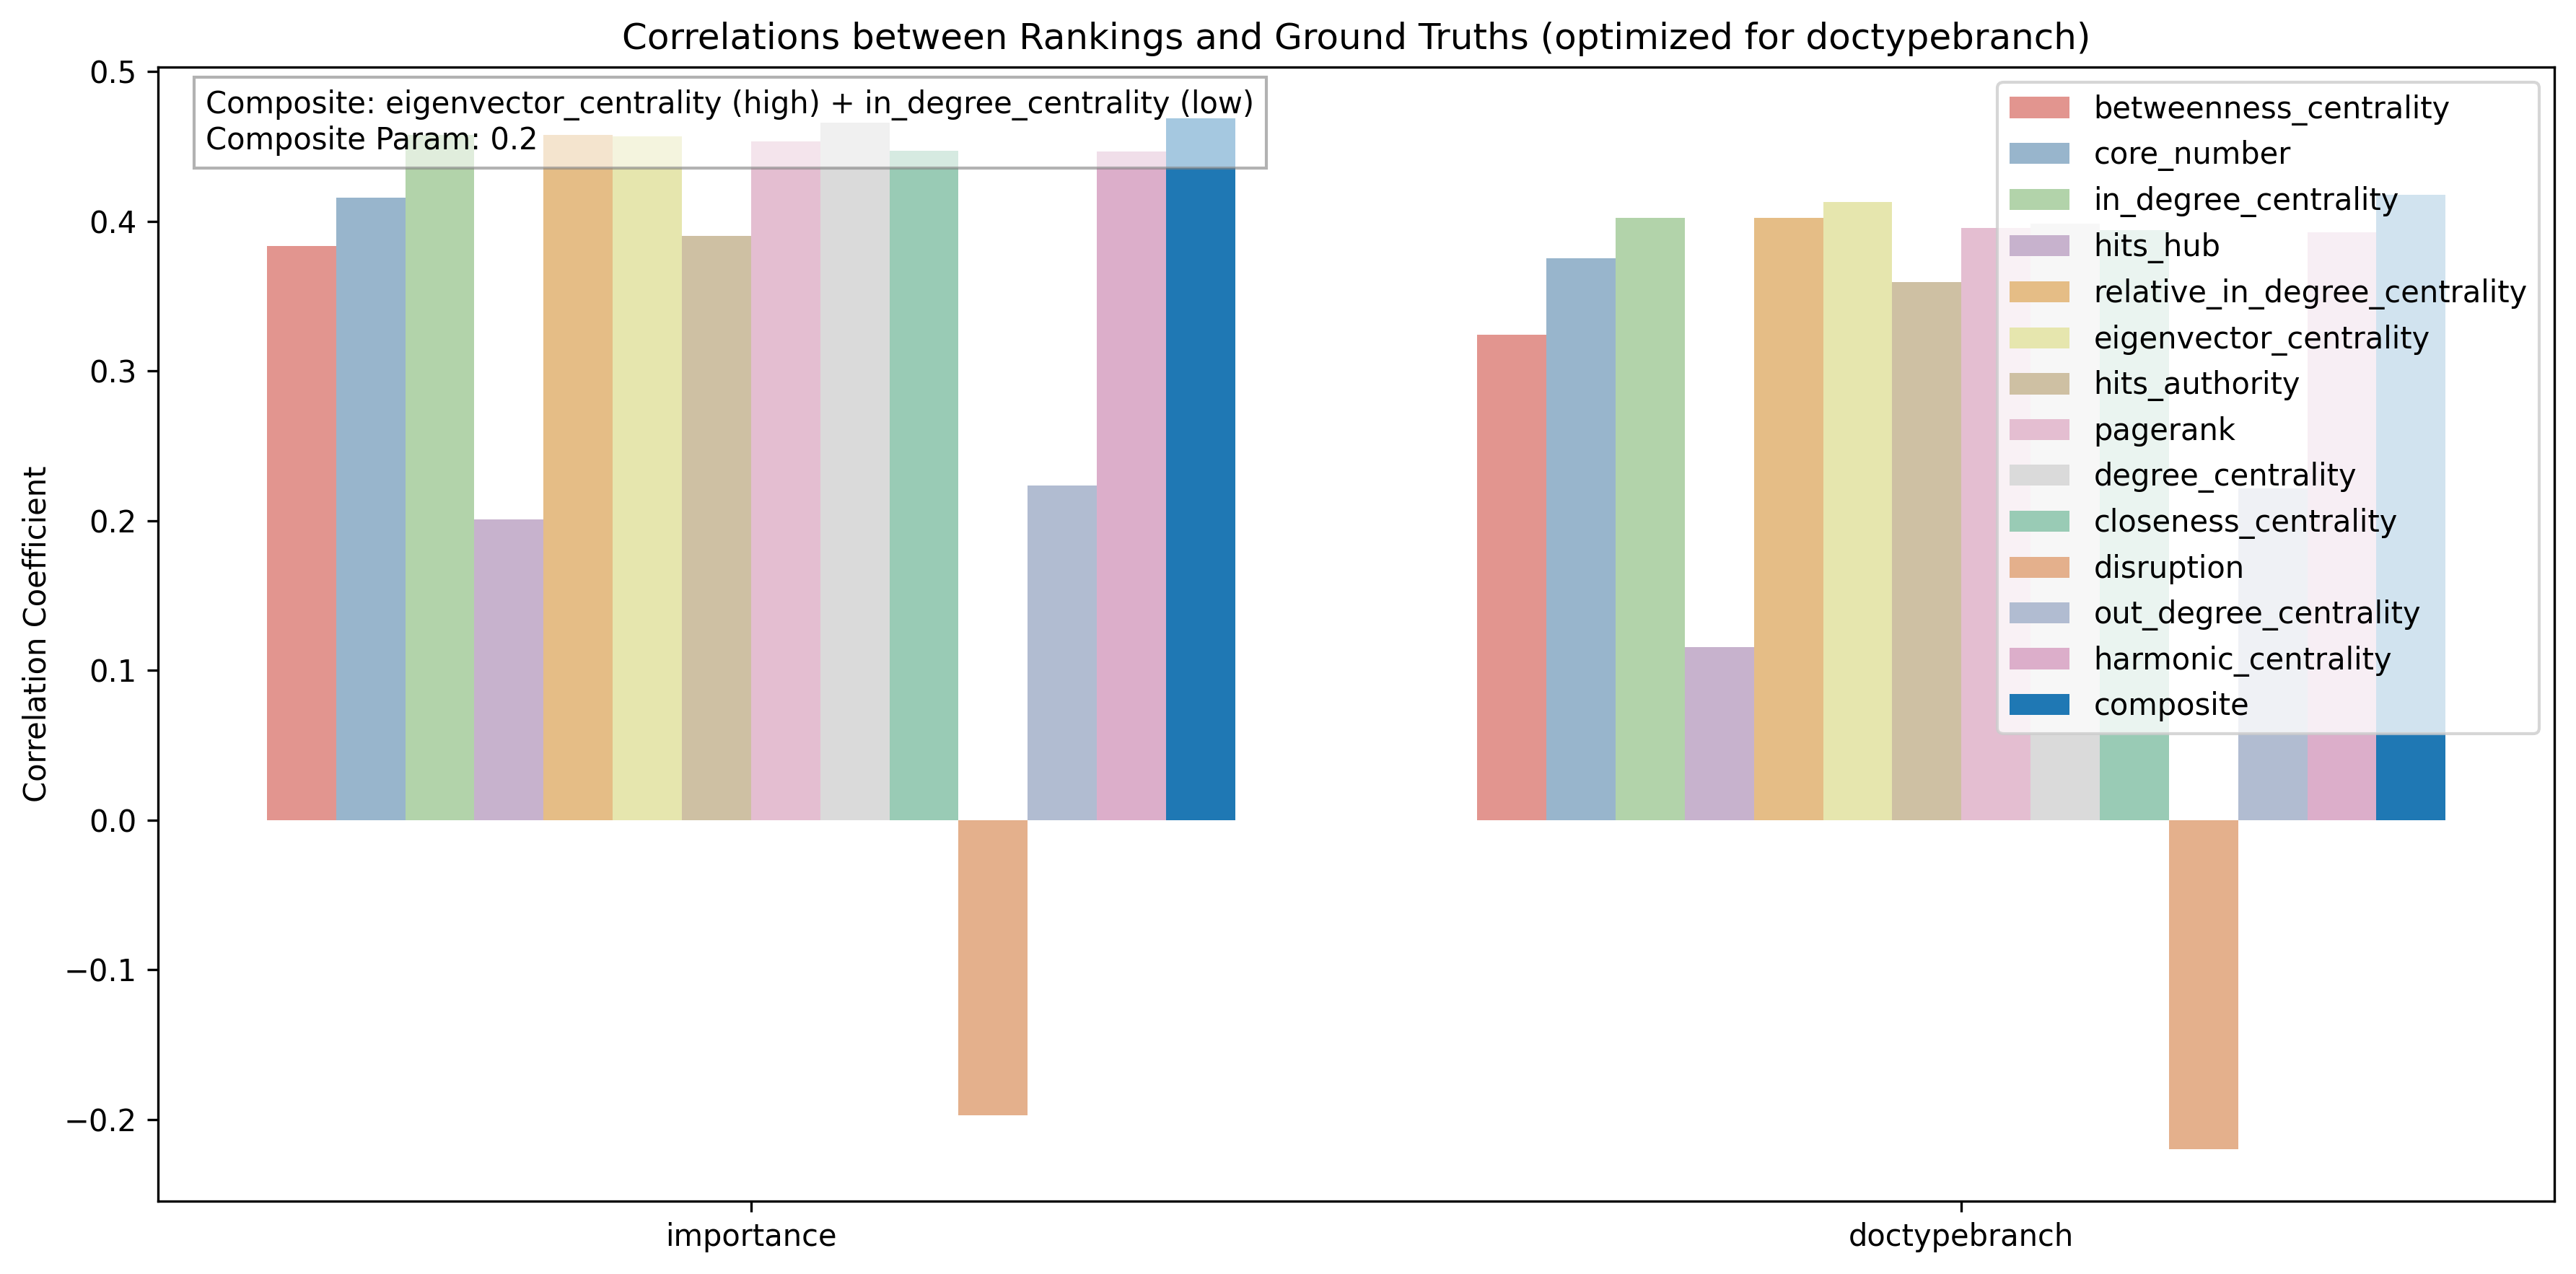 Correlations between Rankings and Ground Truths (optimized for doctypebranch)
Composite: eigenvector_centrality (high) + in_degree_centrality (low)
Composite Param: 0.2
betweenness_centrality
core_number
in_degree_centrality
hits_hub
relative_in_degree_centrality
eigenvector_centrality
hits_authority
pagerank
degree_centrality
closeness_centrality
disruption
out_degree_centrality
harmonic_centrality
composite
Correlation Coefficient
0.5
0.4
0.3
0.2
0.1
0.0
−0.1
−0.2
importance
doctypebranch